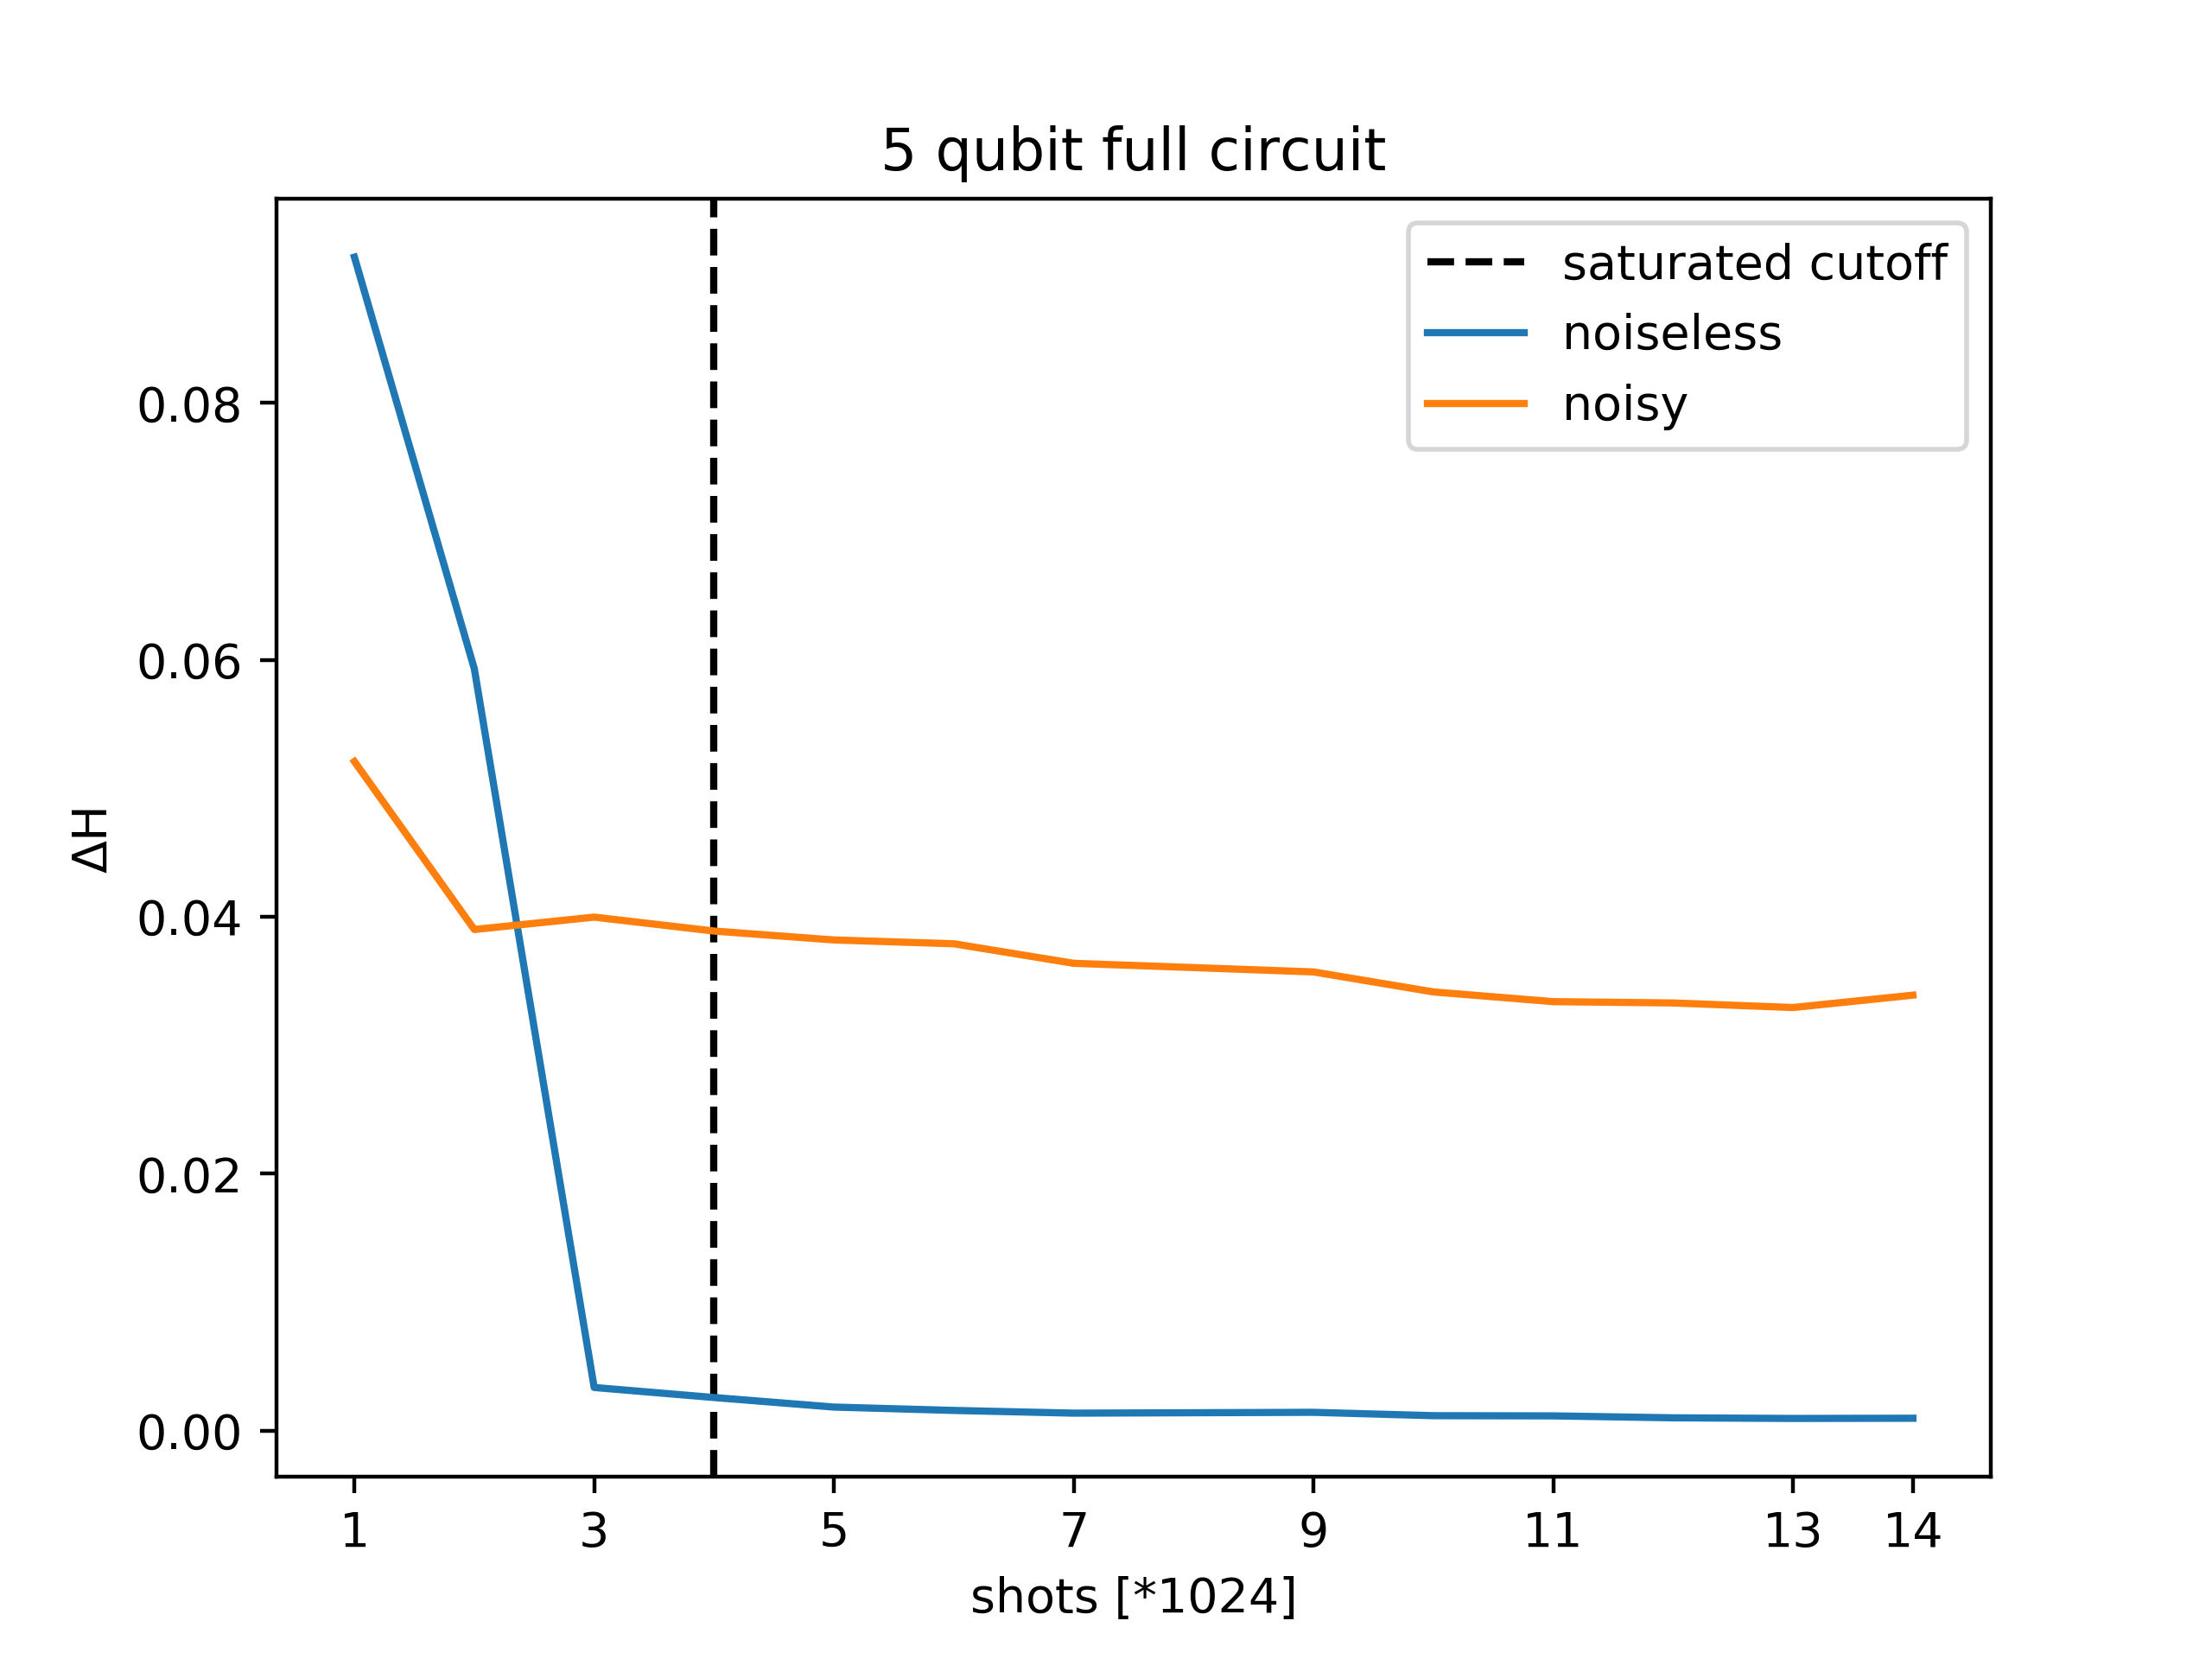 5 qubit full circuit
saturated cutoff
noiseless
noisy
0.08
0.06
0.04
0.02
0.00
ΔH
1 3 5 7 9 11 13 14
shots [*1024]